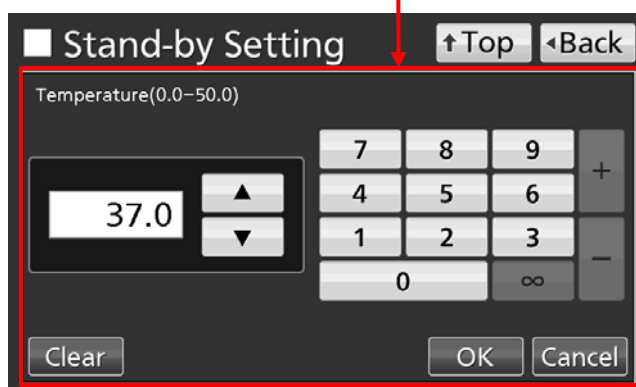 Stand-by Setting ↑Top ◂Back
Temperature(0.0-50.0)
7 8 9 +
37.0 ▲ 4 5 6
▼ 1 2 3 −
0 ∞
Clear OK Cancel